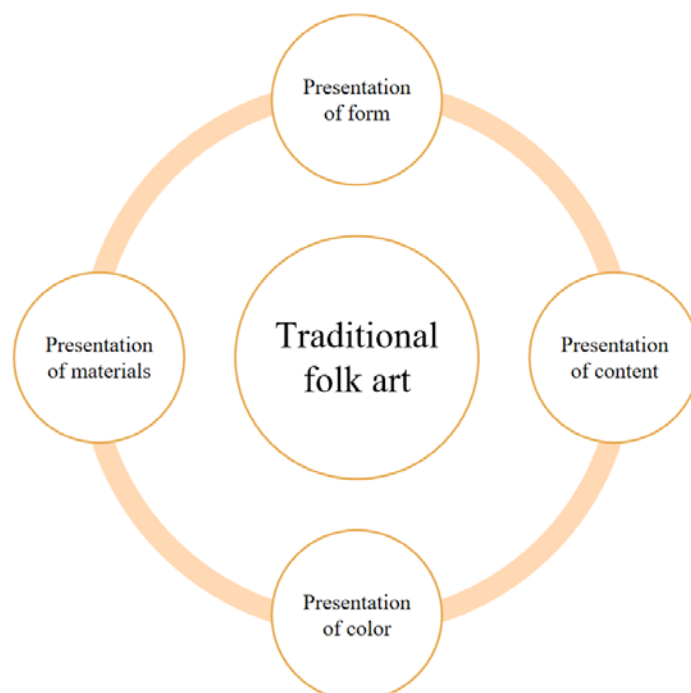 Presentation
of form
Presentation
of materials
Traditional
folk art
Presentation
of content
Presentation
of color